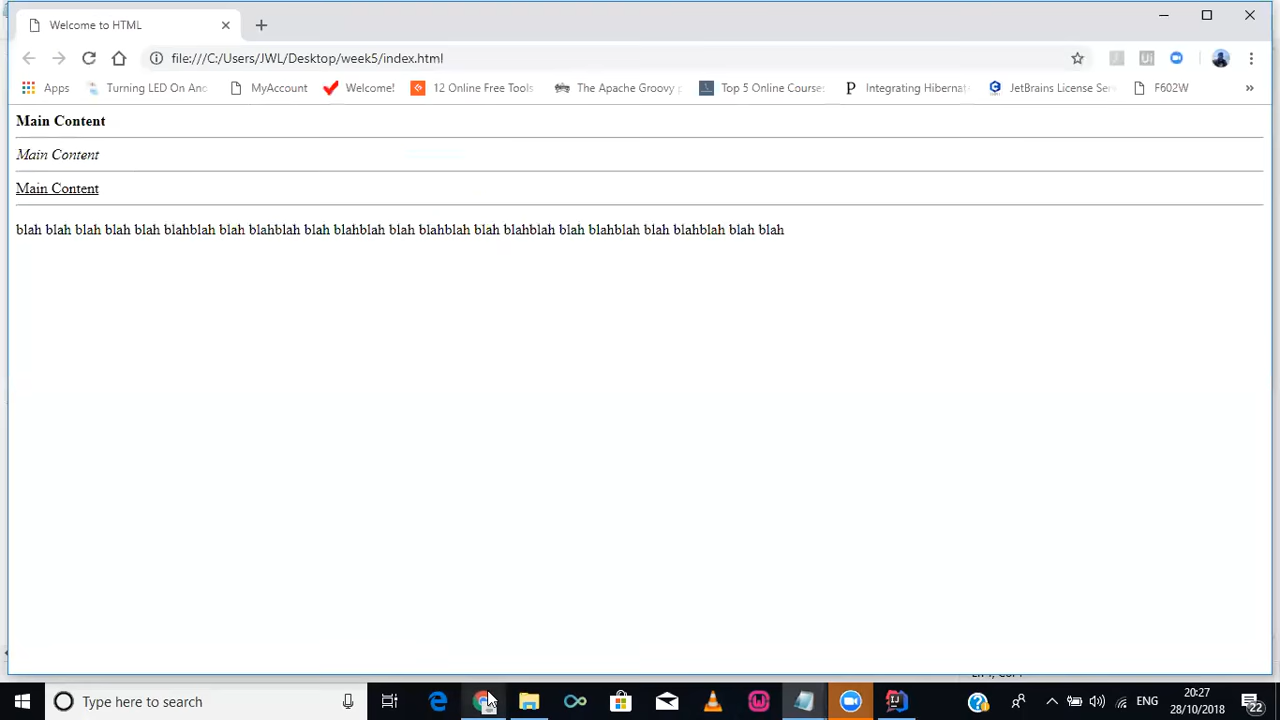 Welcome to HTML
file:///C:/Users/JWL/Desktop/week5/index.html
Apps Turning LED On And MyAccount Welcome! 12 Online Free Tools The Apache Groovy Top 5 Online Courses Integrating Hibernat JetBrains License Ser F602W
Main Content
Main Content
Main Content
blah blah blah blah blah blahblah blah blahblah blah blahblah blah blahblah blah blahblah blah blahblah blah blahblah blah blah
Type here to search
ENG
20:27
28/10/2018
22